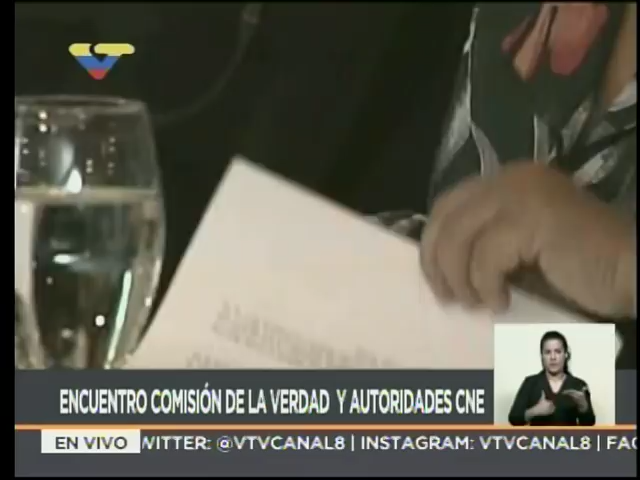 ENCUENTRO COMISIÓN DE LA VERDAD Y AUTORIDADES CNE
EN VIVO WITTER: @VTVCANAL8 | INSTAGRAM: VTVCANAL8 | FAC